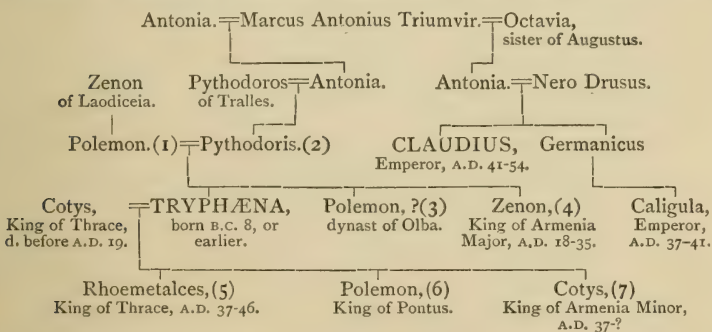 Antonia. Marcus Antonius Triumvir. Octavia,
sister of Augustus.
Zenon Pythodoros Antonia. Antonia. Nero Drusus.
of Laodiceia. of Tralles.
Polemon.(1) Pythodoris.(2) CLAUDIUS, Germanicus
Emperor, A.D. 41-54.
Cotys, TRYPHÆNA, Polemon, ?(3) Zenon,(4) Caligula,
King of Thrace, born B.C. 8, or dynast of Olba. King of Armenia Emperor,
d. before A.D. 19. earlier. Major, A.D. 18-35. A.D. 37-41.
Rhoemetalces,(5) Polemon,(6) Cotys,(7)
King of Thrace, A.D. 37-46. King of Pontus. King of Armenia Minor,
A.D. 37-?